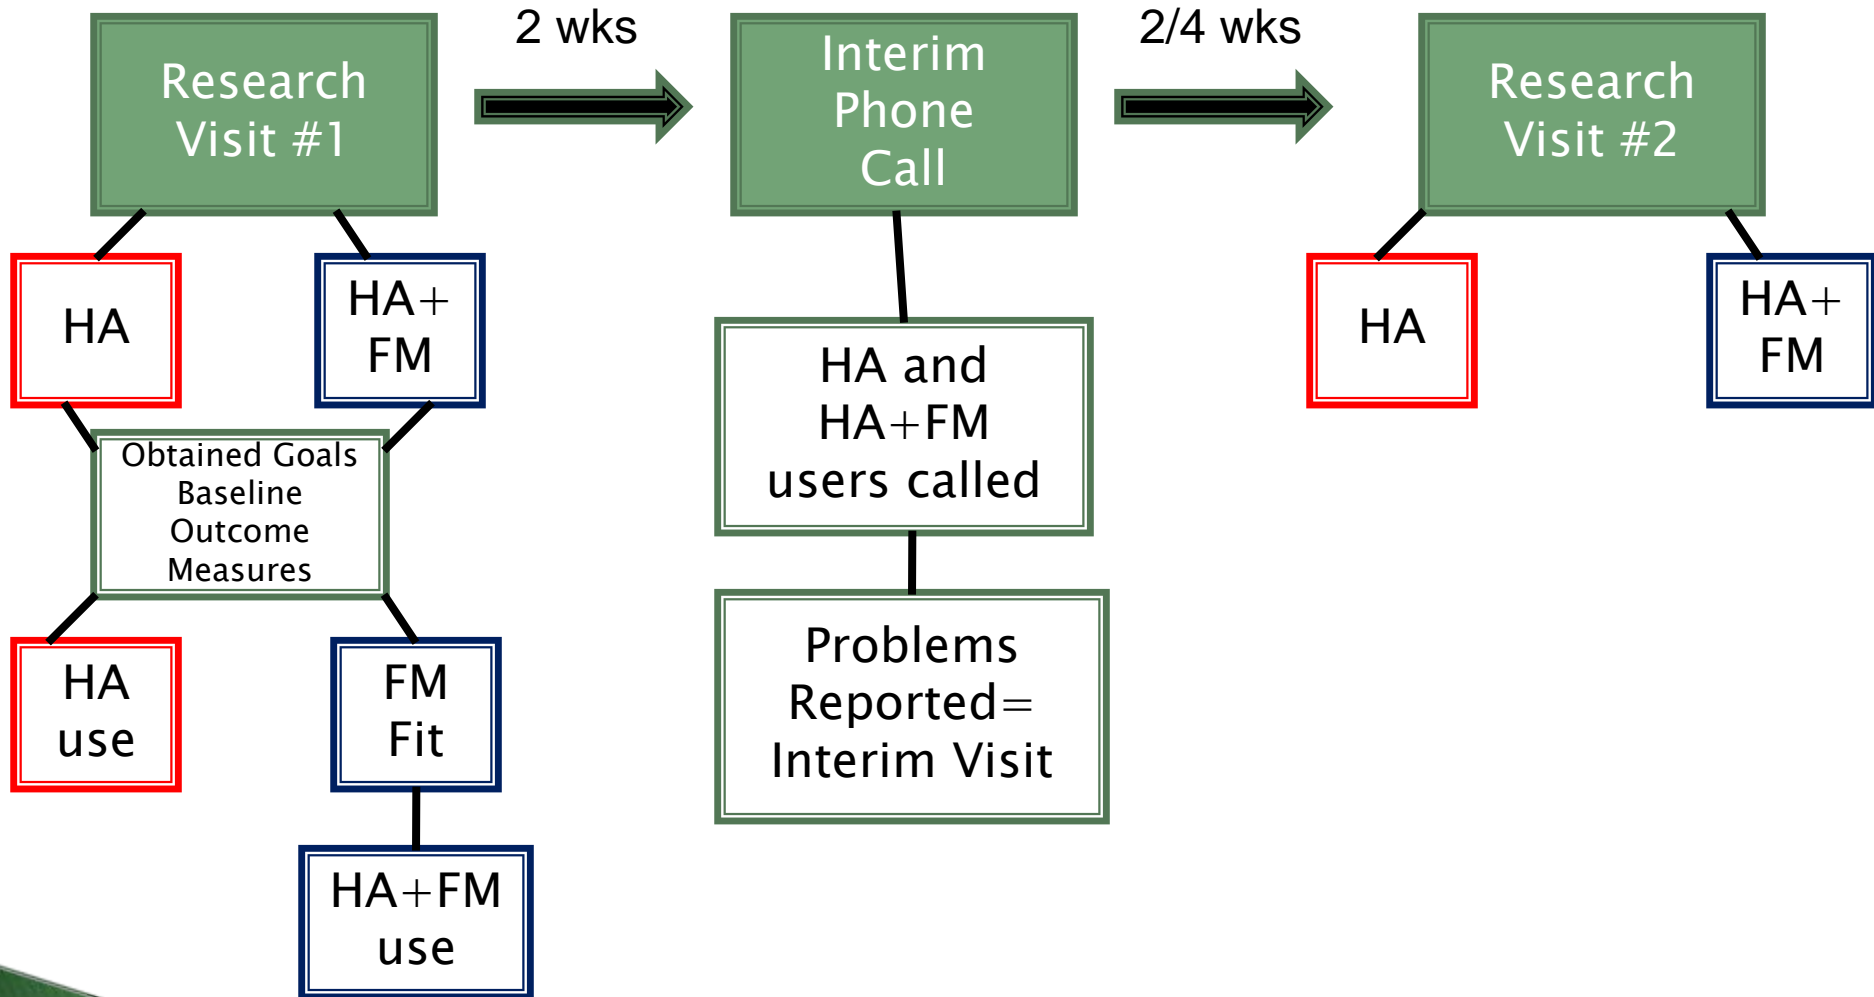 Research
Visit #1
2 wks
Interim
Phone
Call
2/4 wks
Research
Visit #2
HA
HA+
FM
Obtained Goals
Baseline
Outcome
Measures
HA
use
FM
Fit
HA+FM
use
HA and
HA+FM
users called
Problems
Reported=
Interim Visit
HA
HA+
FM